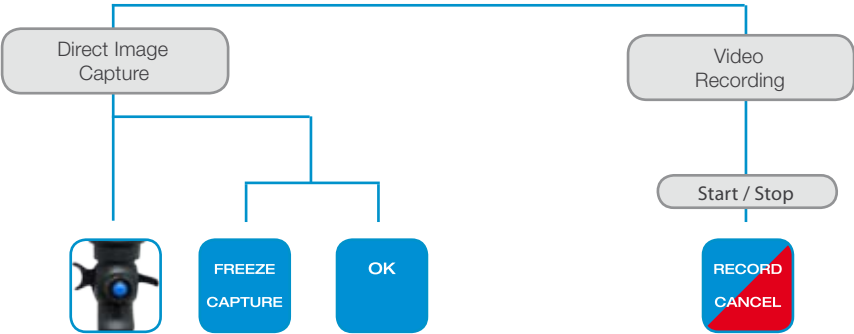 Direct Image
Capture
Video
Recording
Start / Stop
FREEZE
CAPTURE
OK
RECORD
CANCEL